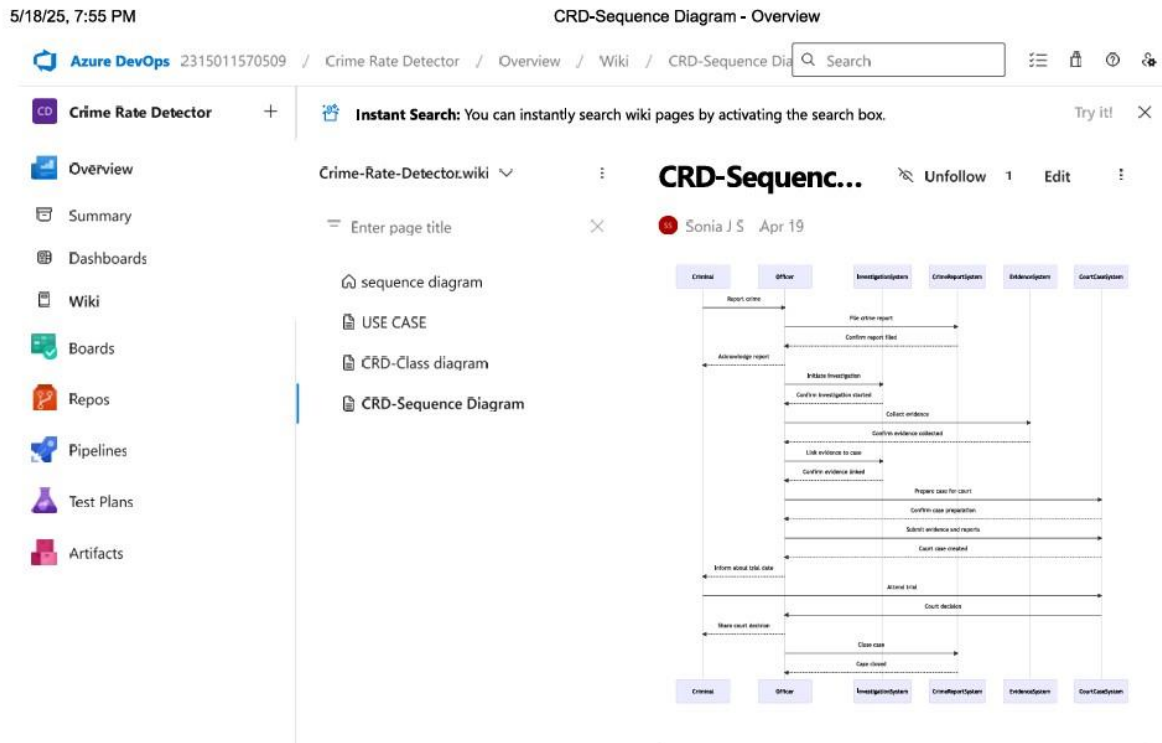 5/18/25, 7:55 PM CRD-Sequence Diagram - Overview
Azure DevOps 2315011570509 / Crime Rate Detector / Overview / Wiki / CRD-Sequence Dia Search
CD Crime Rate Detector +
Instant Search: You can instantly search wiki pages by activating the search box. Try it!
Overview
Summary
Dashboards
Wiki
Boards
Repos
Pipelines
Test Plans
Artifacts
Crime-Rate-Detector.wiki
Enter page title
sequence diagram
USE CASE
CRD-Class diagram
CRD-Sequence Diagram
CRD-Sequenc... Unfollow 1 Edit
SS Sonia J S Apr 19
Criminal Officer InvestigationSystem CrimeReportSystem EvidenceSystem CourtCaseSystem
Report crime
File crime report
Confirm report filed
Acknowledge report
Initiate investigation
Confirm investigation started
Collect evidence
Confirm evidence collected
Link evidence to case
Confirm evidence linked
Prepare case for court
Confirm case preparation
Submit evidence and reports
Court case created
Inform about trial date
Attend trial
Court decision
Share court decision
Close case
Case closed
Criminal Officer InvestigationSystem CrimeReportSystem EvidenceSystem CourtCaseSystem